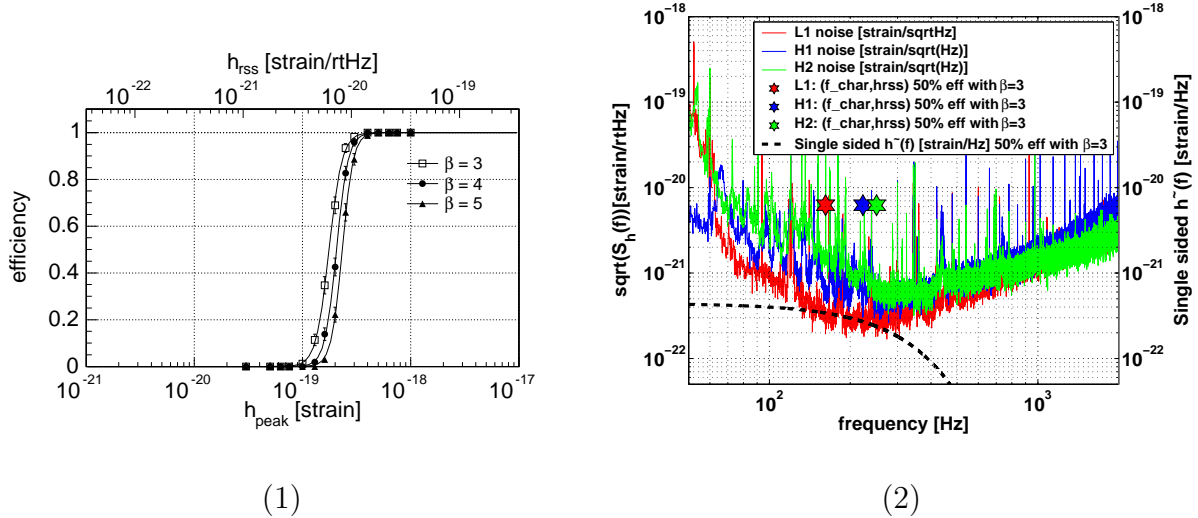 h_rss [strain/rtHz]
10^-22 10^-21 10^-20 10^-19
1
0.8
0.6
0.4
0.2
0
efficiency
β = 3
β = 4
β = 5
10^-21 10^-20 10^-19 10^-18 10^-17
h_peak [strain]
(1)
10^-18
10^-19
10^-20
10^-21
10^-22
sqrt(S_h(f))[strain/rtHz]
L1 noise [strain/sqrtHz]
H1 noise [strain/sqrt(Hz)]
H2 noise [strain/sqrt(Hz)]
L1: (f_char,hrss) 50% eff with β=3
H1: (f_char,hrss) 50% eff with β=3
H2: (f_char,hrss) 50% eff with β=3
Single sided h~(f) [strain/Hz] 50% eff with β=3
10^-18
10^-19
10^-20
10^-21
10^-22
Single sided h~(f) [strain/Hz]
10^2 10^3
frequency [Hz]
(2)